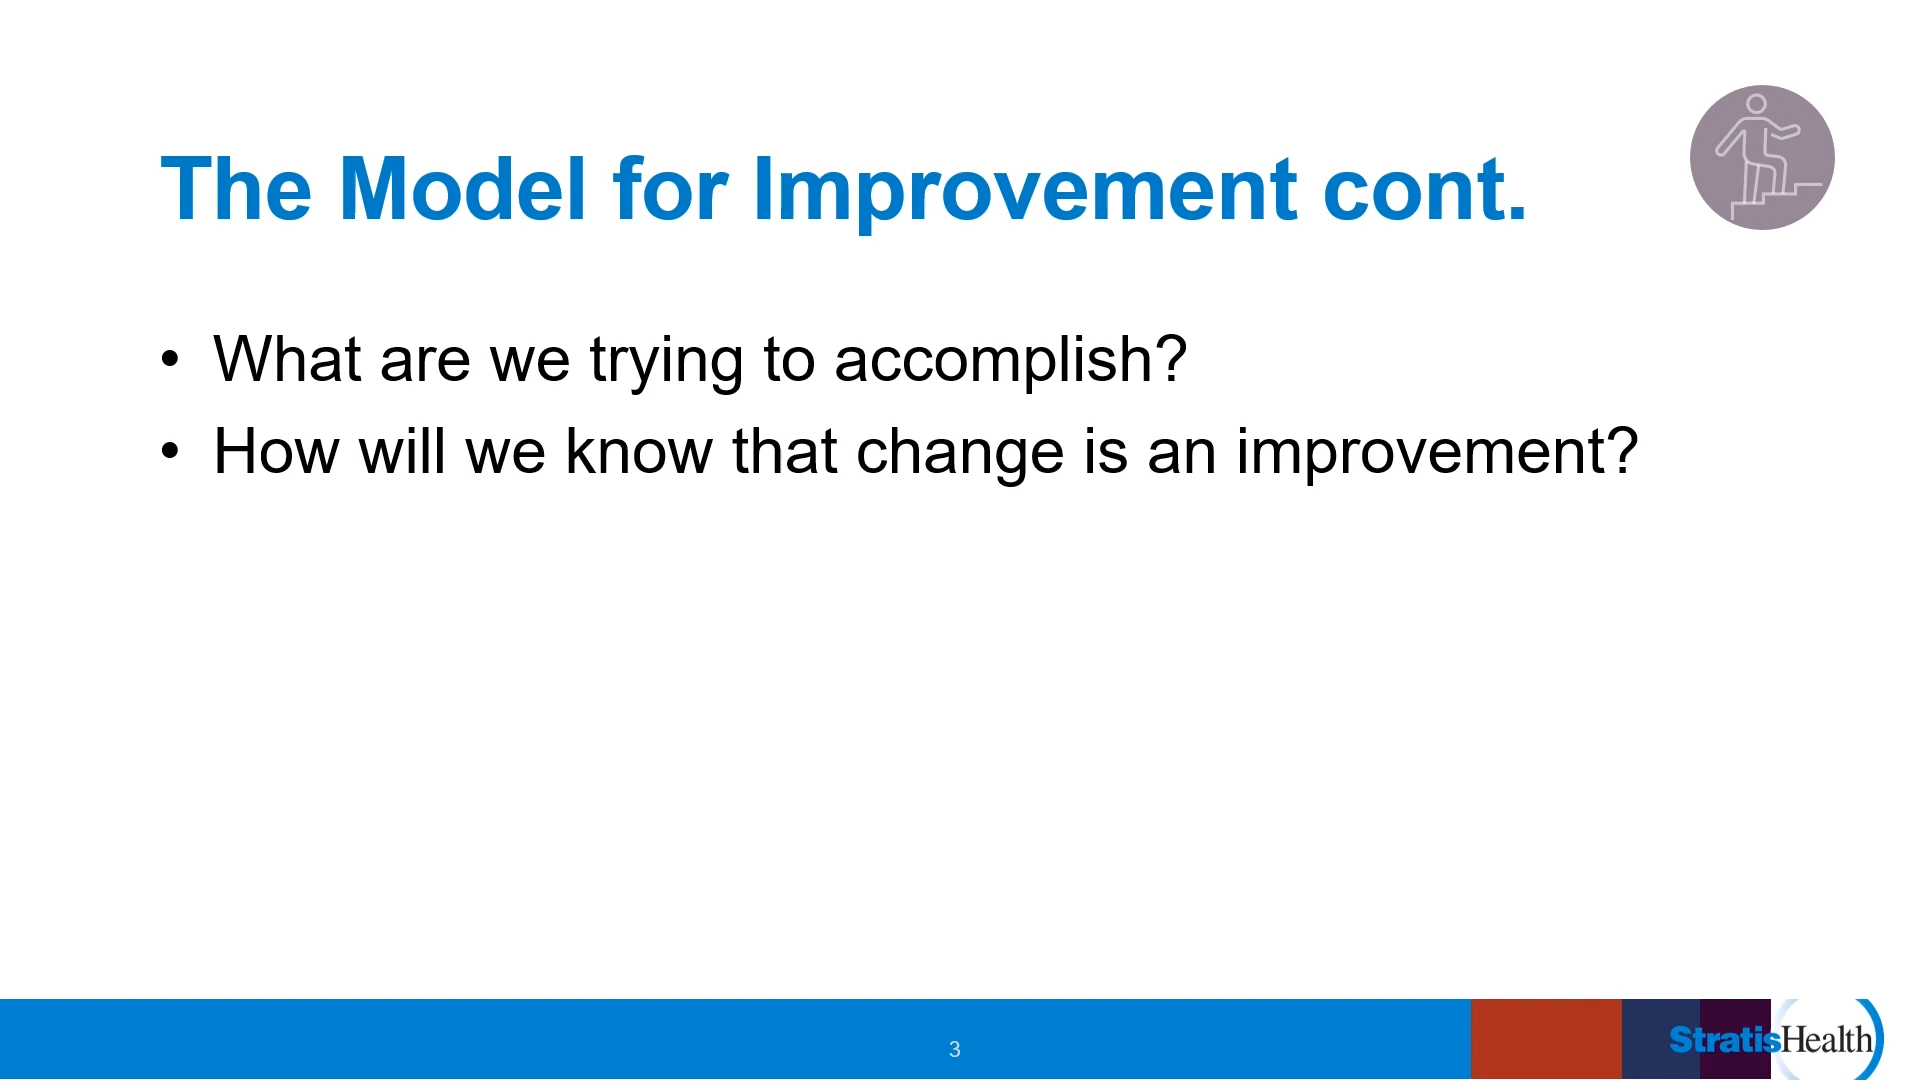 The Model for Improvement cont.
• What are we trying to accomplish?
• How will we know that change is an improvement?
3
StratisHealth